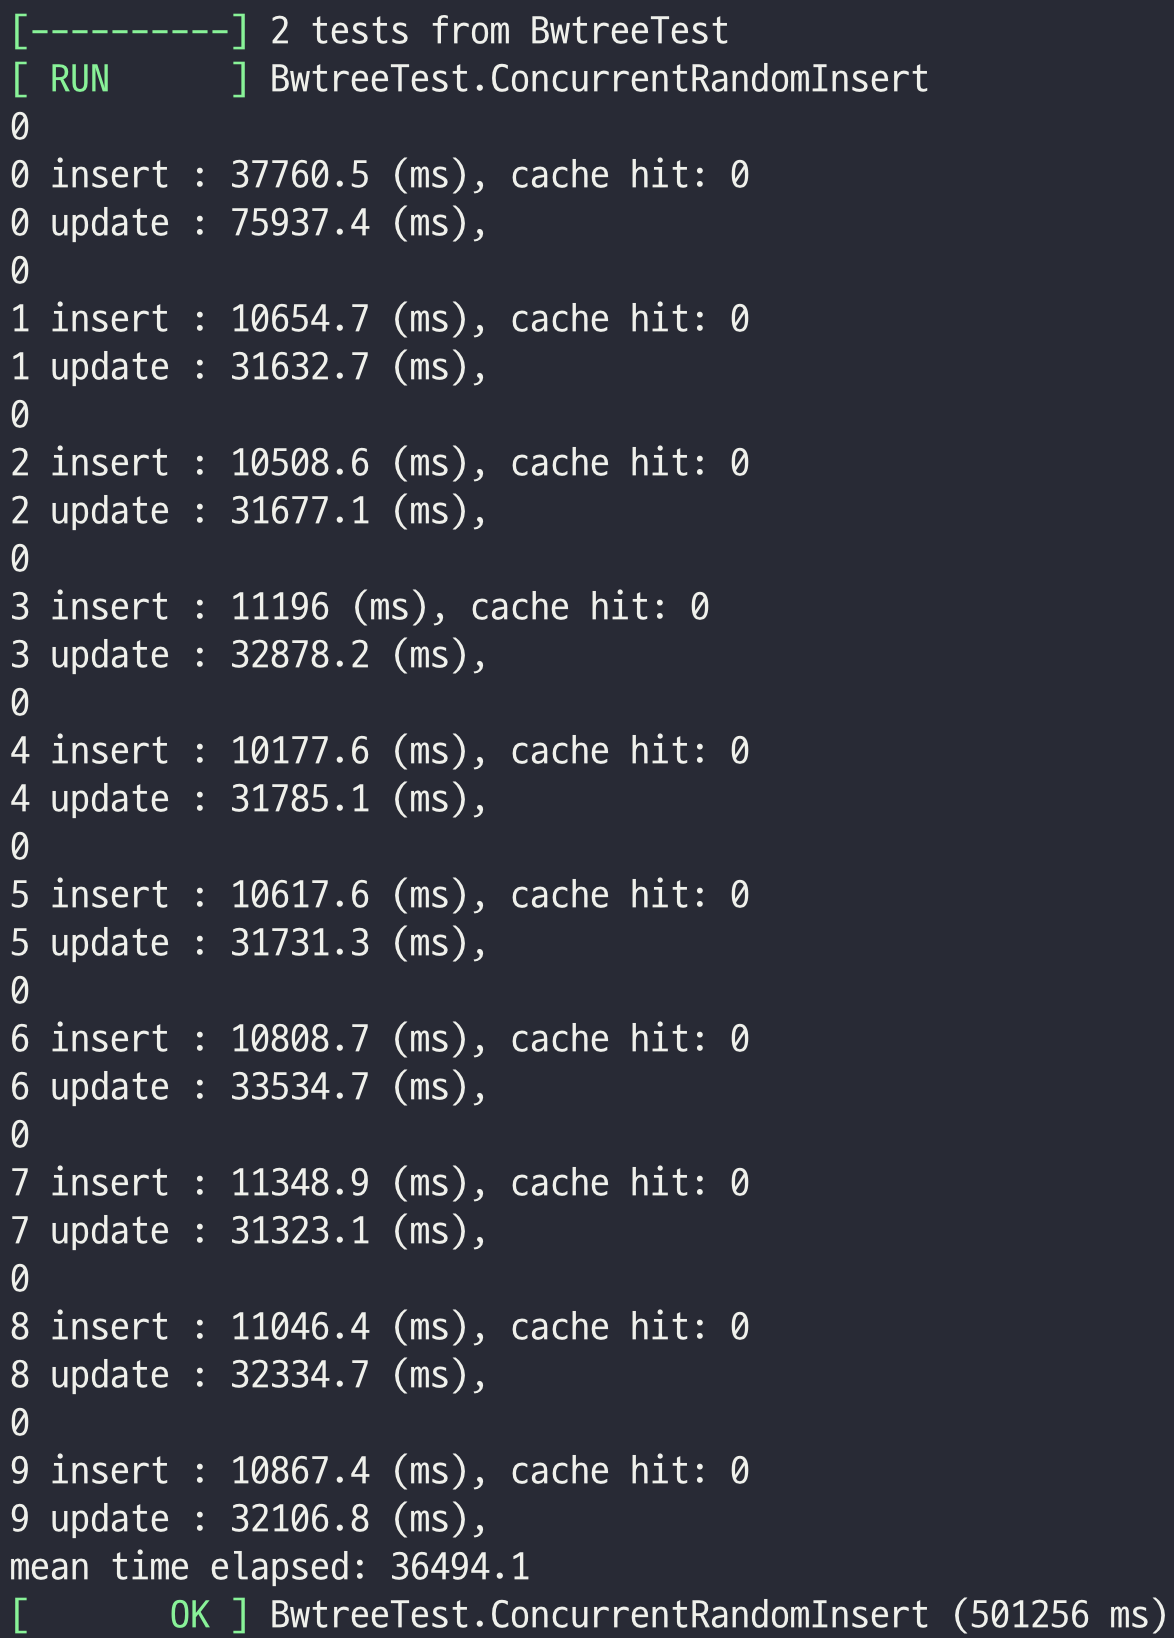 [----------] 2 tests from BwtreeTest
[ RUN      ] BwtreeTest.ConcurrentRandomInsert
0
0 insert : 37760.5 (ms), cache hit: 0
0 update : 75937.4 (ms),
0
1 insert : 10654.7 (ms), cache hit: 0
1 update : 31632.7 (ms),
0
2 insert : 10508.6 (ms), cache hit: 0
2 update : 31677.1 (ms),
0
3 insert : 11196 (ms), cache hit: 0
3 update : 32878.2 (ms),
0
4 insert : 10177.6 (ms), cache hit: 0
4 update : 31785.1 (ms),
0
5 insert : 10617.6 (ms), cache hit: 0
5 update : 31731.3 (ms),
0
6 insert : 10808.7 (ms), cache hit: 0
6 update : 33534.7 (ms),
0
7 insert : 11348.9 (ms), cache hit: 0
7 update : 31323.1 (ms),
0
8 insert : 11046.4 (ms), cache hit: 0
8 update : 32334.7 (ms),
0
9 insert : 10867.4 (ms), cache hit: 0
9 update : 32106.8 (ms),
mean time elapsed: 36494.1
[       OK ] BwtreeTest.ConcurrentRandomInsert (501256 ms)